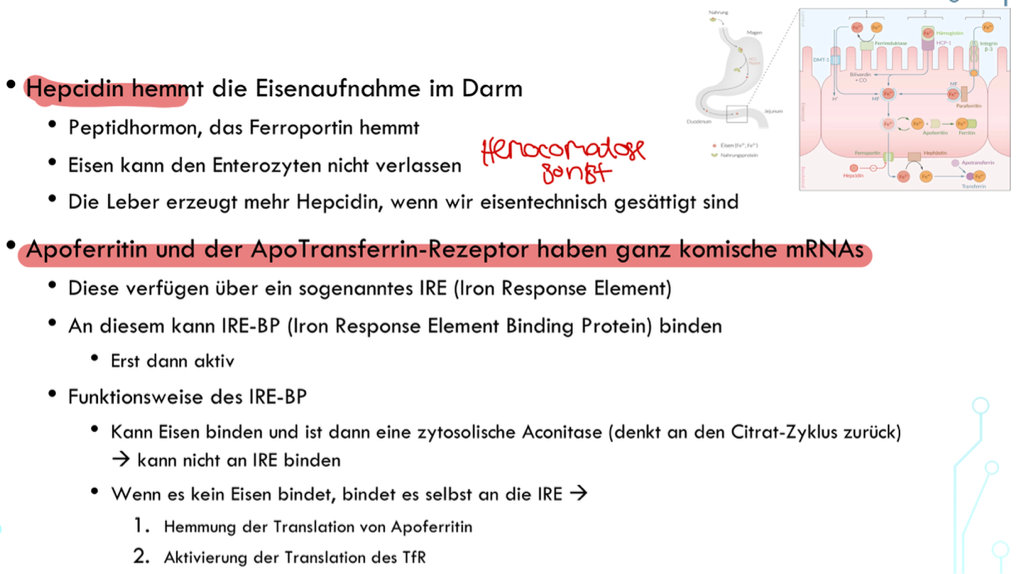 Nahrung
Magen
Duodenum
Jejunum
Eisen (Fe²⁺, Fe³⁺)
Nahrungsprotein
1 2 3
Ferrireduktase
Hämoglobin
HCP-1
Integrin β-3
DMT-1
Biliverdin + CO
H⁺
Mf
Mf
Paraferritin
Apoferritin
Ferritin
Ferroportin
Hephästin
Hepcidin
Apotransferrin
Transferrin
• Hepcidin hemmt die Eisenaufnahme im Darm
• Peptidhormon, das Ferroportin hemmt
• Eisen kann den Enterozyten nicht verlassen
Hemocomatose
sonst
• Die Leber erzeugt mehr Hepcidin, wenn wir eisentechnisch gesättigt sind
• Apoferritin und der ApoTransferrin-Rezeptor haben ganz komische mRNAs
• Diese verfügen über ein sogenanntes IRE (Iron Response Element)
• An diesem kann IRE-BP (Iron Response Element Binding Protein) binden
• Erst dann aktiv
• Funktionsweise des IRE-BP
• Kann Eisen binden und ist dann eine zytosolische Aconitase (denkt an den Citrat-Zyklus zurück)
→ kann nicht an IRE binden
• Wenn es kein Eisen bindet, bindet es selbst an die IRE →
1. Hemmung der Translation von Apoferritin
2. Aktivierung der Translation des TfR